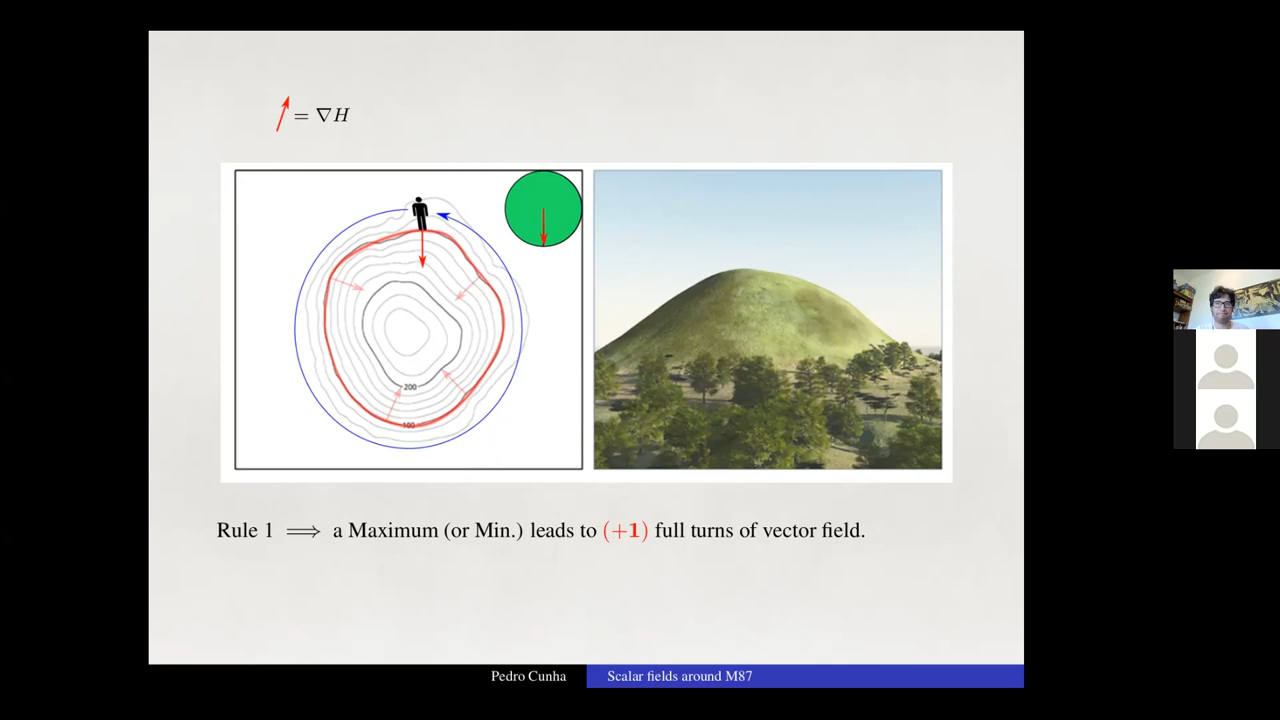 = ∇H
200
100
Rule 1 ⟹ a Maximum (or Min.) leads to (+1) full turns of vector field.
Pedro Cunha
Scalar fields around M87